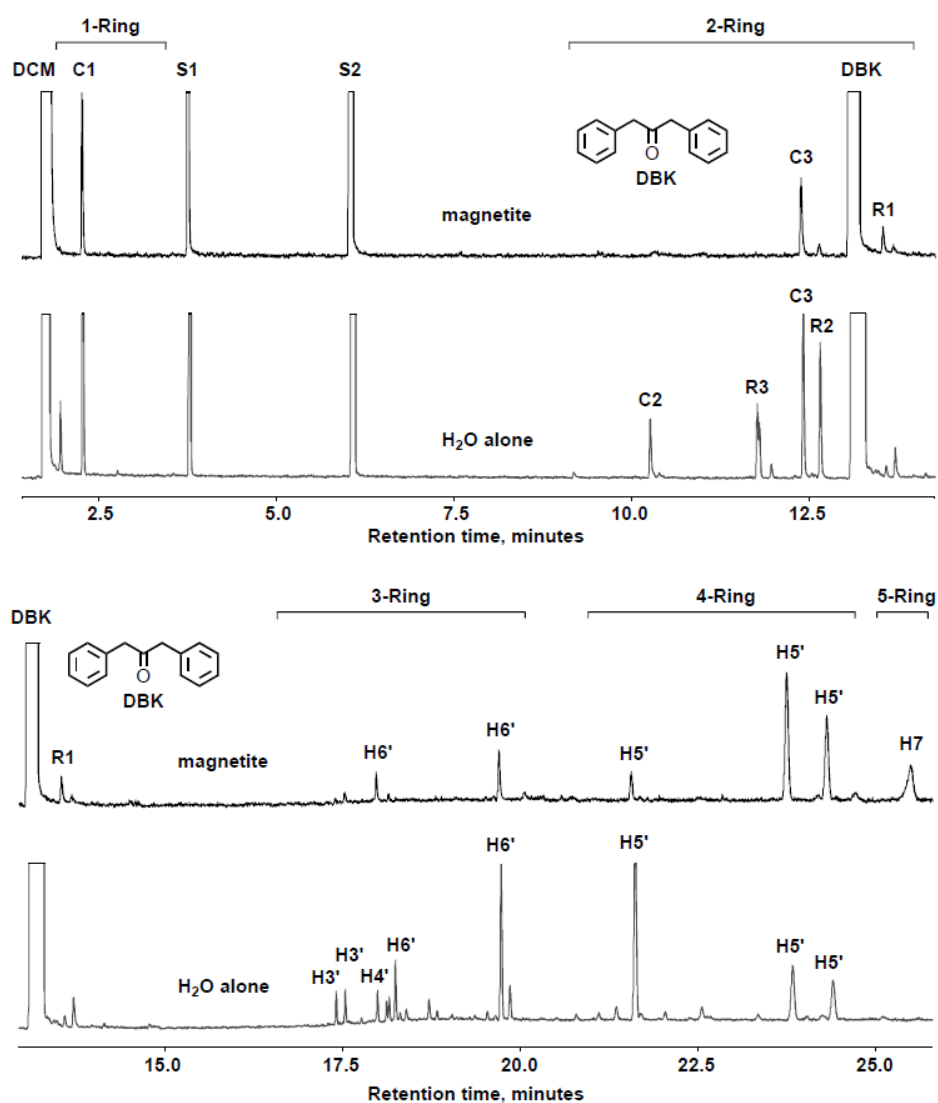 1-Ring 2-Ring
DCM C1 S1 S2 DBK
O
DBK
C3
magnetite
R1
C3
R2
R3
C2
H₂O alone
2.5 5.0 7.5 10.0 12.5
Retention time, minutes
3-Ring 4-Ring 5-Ring
DBK
O
DBK
H5'
H5'
R1 magnetite H6' H6' H5' H7
H6' H5'
H3' H3' H4' H6' H5' H5'
H₂O alone
15.0 17.5 20.0 22.5 25.0
Retention time, minutes